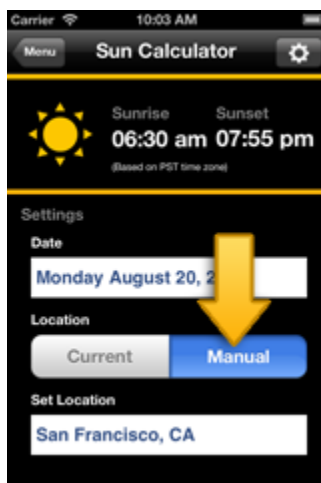 Carrier 10:03 AM
Menu Sun Calculator
Sunrise Sunset
06:30 am 07:55 pm
(Based on PST time zone)
Settings
Date
Monday August 20, 2
Location
Current Manual
Set Location
San Francisco, CA